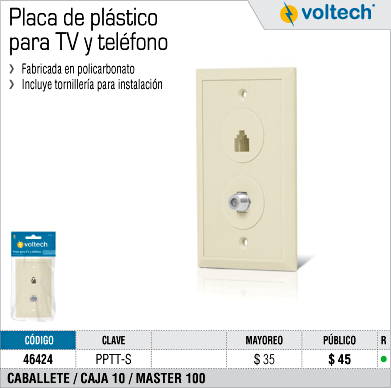 Placa de plástico
para TV y teléfono
voltech
❯ Fabricada en policarbonato
❯ Incluye tornillería para instalación
voltech
CÓDIGO CLAVE MAYOREO PÚBLICO R
46424 PPTT-S $ 35 $ 45 ●
CABALLETE / CAJA 10 / MASTER 100